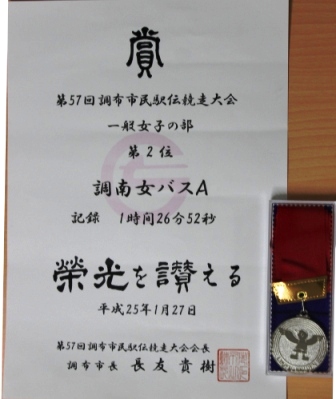 賞
第57回調布市民駅伝競走大会
一般女子の部
第2位
調南女バスA
記録 1時間26分52秒
榮光を讃える
平成25年1月27日
第57回調布市民駅伝競走大会会長
調布市長 長友貴樹